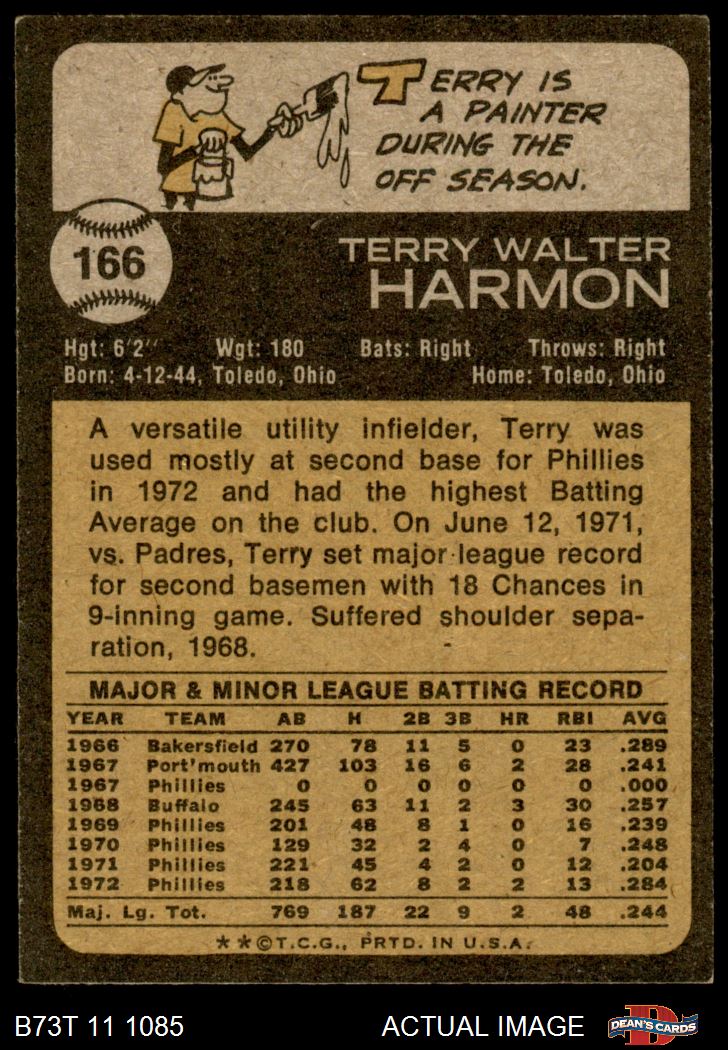 TERRY IS
A PAINTER
DURING THE
OFF SEASON.
166
TERRY WALTER
HARMON
Hgt: 6'2" Wgt: 180 Bats: Right Throws: Right
Born: 4-12-44, Toledo, Ohio Home: Toledo, Ohio
A versatile utility infielder, Terry was
used mostly at second base for Phillies
in 1972 and had the highest Batting
Average on the club. On June 12, 1971,
vs. Padres, Terry set major league record
for second basemen with 18 Chances in
9-inning game. Suffered shoulder sepa-
ration, 1968.
MAJOR & MINOR LEAGUE BATTING RECORD
YEAR TEAM AB H 2B 3B HR RBI AVG
1966 Bakersfield 270 78 11 5 0 23 .289
1967 Port'mouth 427 103 16 6 2 28 .241
1967 Phillies 0 0 0 0 0 0 .000
1968 Buffalo 245 63 11 2 3 30 .257
1969 Phillies 201 48 8 1 0 16 .239
1970 Phillies 129 32 2 4 0 7 .248
1971 Phillies 221 45 4 2 0 12 .204
1972 Phillies 218 62 8 2 2 13 .284
Maj. Lg. Tot. 769 187 22 9 2 48 .244
**©T.C.G., PRTD. IN U.S.A.
B73T 11 1085 ACTUAL IMAGE D DEAN'S CARDS